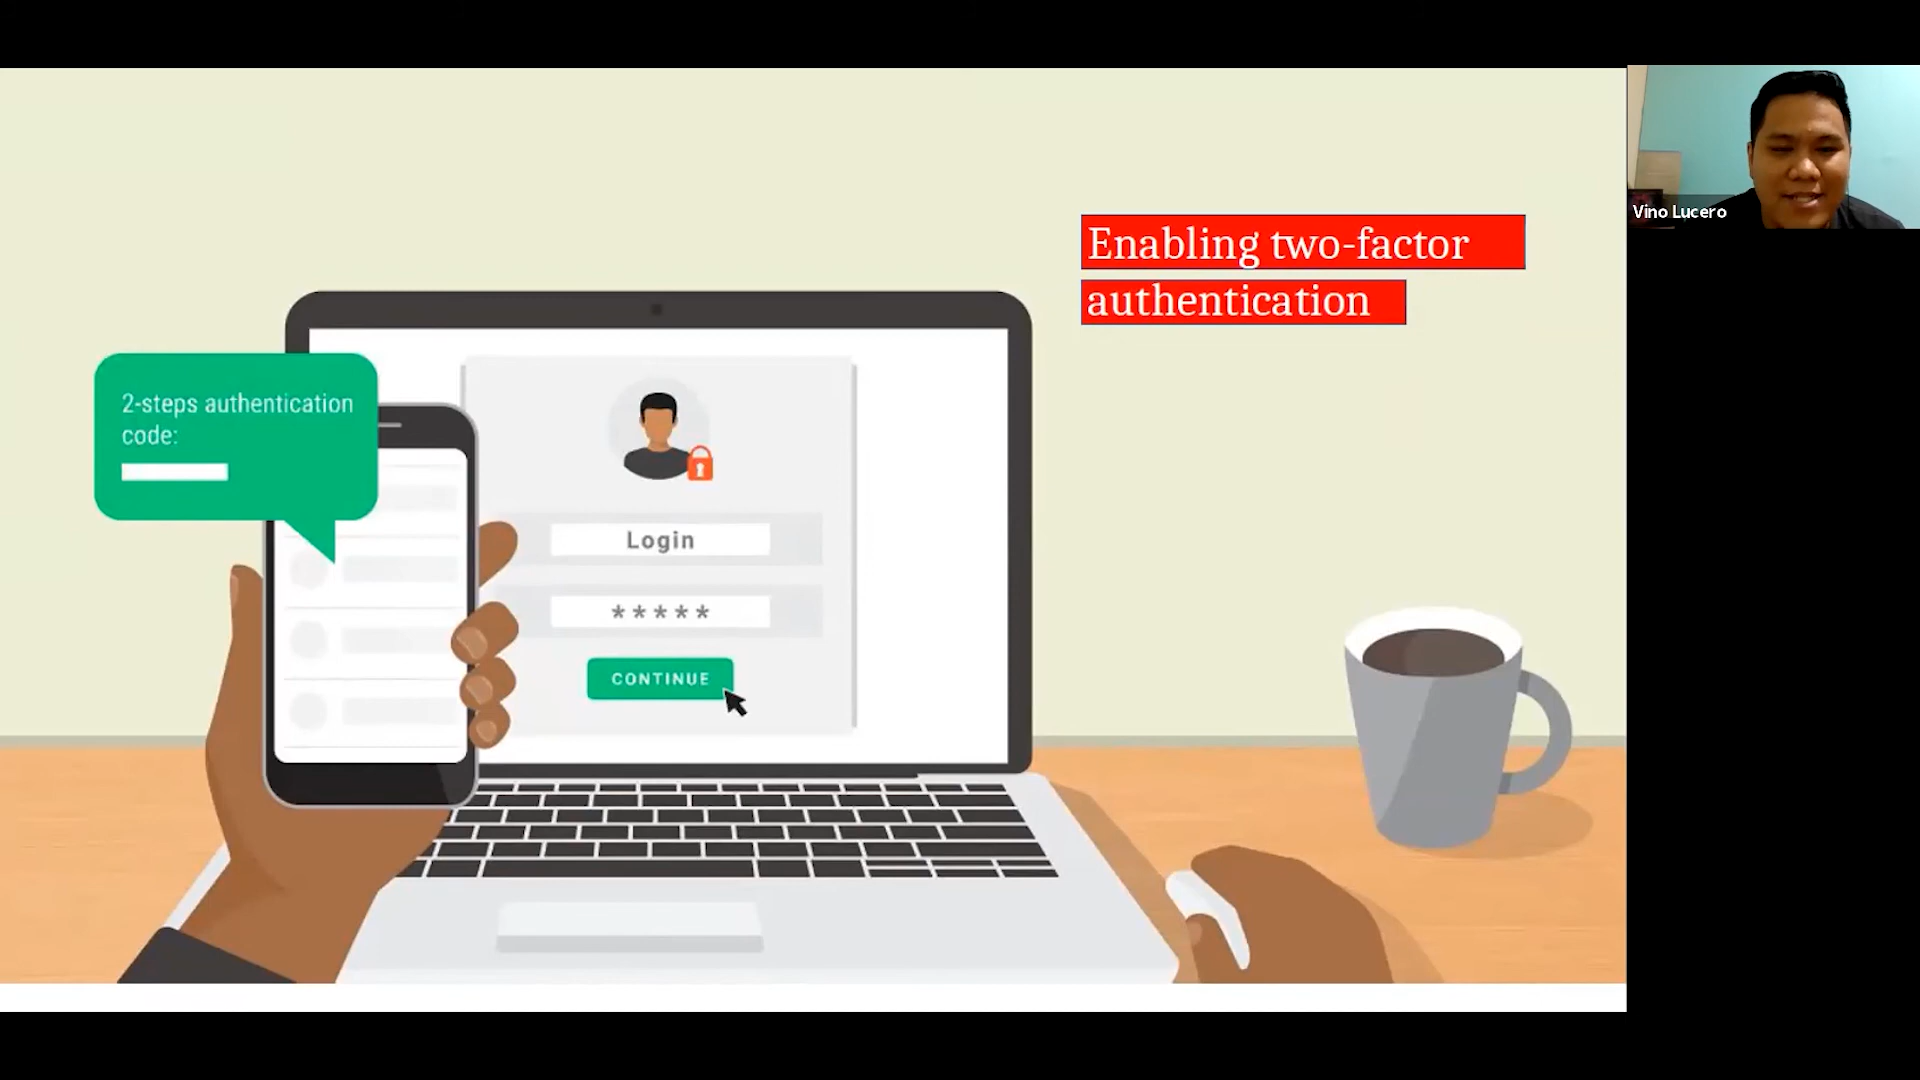 Enabling two-factor
authentication
2-steps authentication
code:
Login
*****
CONTINUE
Vino Lucero